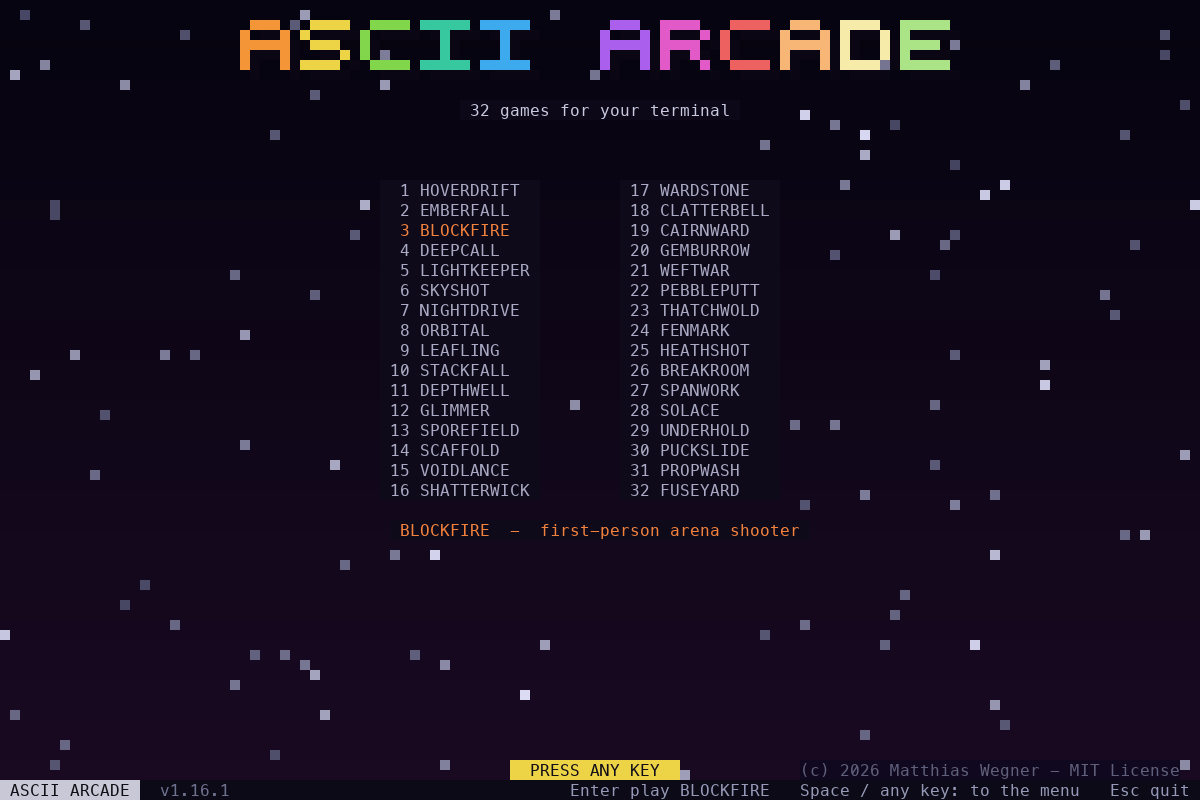 ASCII ARCADE
32 games for your terminal
1 HOVERDRIFT
2 EMBERFALL
3 BLOCKFIRE
4 DEEPCALL
5 LIGHTKEEPER
6 SKYSHOT
7 NIGHTDRIVE
8 ORBITAL
9 LEAFLING
10 STACKFALL
11 DEPTHWELL
12 GLIMMER
13 SPOREFIELD
14 SCAFFOLD
15 VOIDLANCE
16 SHATTERWICK
17 WARDSTONE
18 CLATTERBELL
19 CAIRNWARD
20 GEMBURROW
21 WEFTWAR
22 PEBBLEPUTT
23 THATCHWOLD
24 FENMARK
25 HEATHSHOT
26 BREAKROOM
27 SPANWORK
28 SOLACE
29 UNDERHOLD
30 PUCKSLIDE
31 PROPWASH
32 FUSEYARD
BLOCKFIRE — first-person arena shooter
PRESS ANY KEY
(c) 2026 Matthias Wegner — MIT License
ASCII ARCADE v1.16.1 Enter play BLOCKFIRE Space / any key: to the menu Esc quit